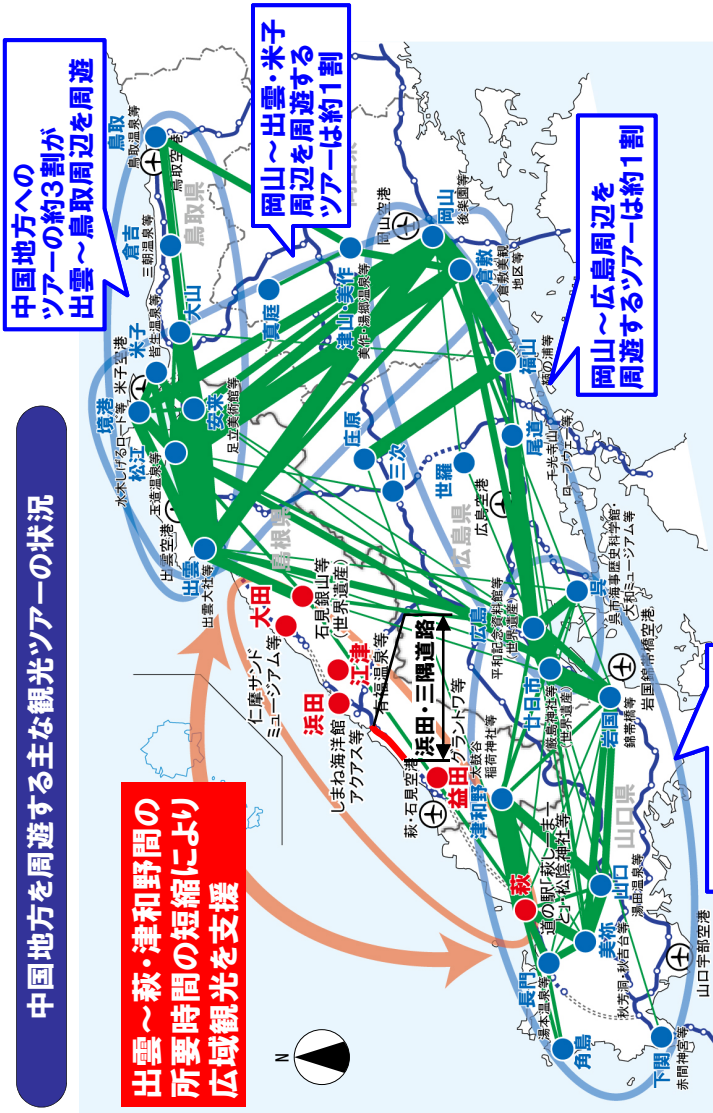 中国地方を周遊する主な観光ツアーの状況
出雲～萩・津和野間の
所要時間の短縮により
広域観光を支援
中国地方への
ツアーの約3割が
出雲～鳥取周辺を周遊
岡山～出雲・米子
周辺を周遊する
ツアーは約1割
岡山～広島周辺を
周遊するツアーは約1割
N
鳥取
鳥取温泉等
鳥取空港
鳥取県
倉吉
三朝温泉等
大山
米子
皆生温泉等
米子空港
境港
水木しげるロード等
松江
玉造温泉等
安来
足立美術館等
出雲空港
出雲
出雲大社等
島根県
真庭
津山・美作
美作・湯郷温泉等
岡山空港
岡山
後楽園等
倉敷
倉敷美観
地区等
福山
鞆の浦等
尾道
千光寺山
ロープウェー等
庄原
三次
世羅
広島空港
広島県
大田
仁摩サンド
ミュージアム等
石見銀山等
（世界遺産）
江津
有福温泉等
浜田
しまね海洋館
アクアス等
浜田・三隅道路
益田
グラントワ等
萩・石見空港
津和野
太鼓谷
稲荷神社等
広島
平和記念資料館等
（世界遺産）
呉
呉市海事歴史科学館・
大和ミュージアム等
廿日市
厳島神社等
（世界遺産）
岩国
錦帯橋等
岩国錦帯橋空港
山口県
萩
道の駅「萩しーまー
と」・松陰神社等
山口
湯田温泉等
美祢
秋芳洞・秋吉台等
山口宇部空港
長門
湯本温泉等
角島
下関
赤間神宮等